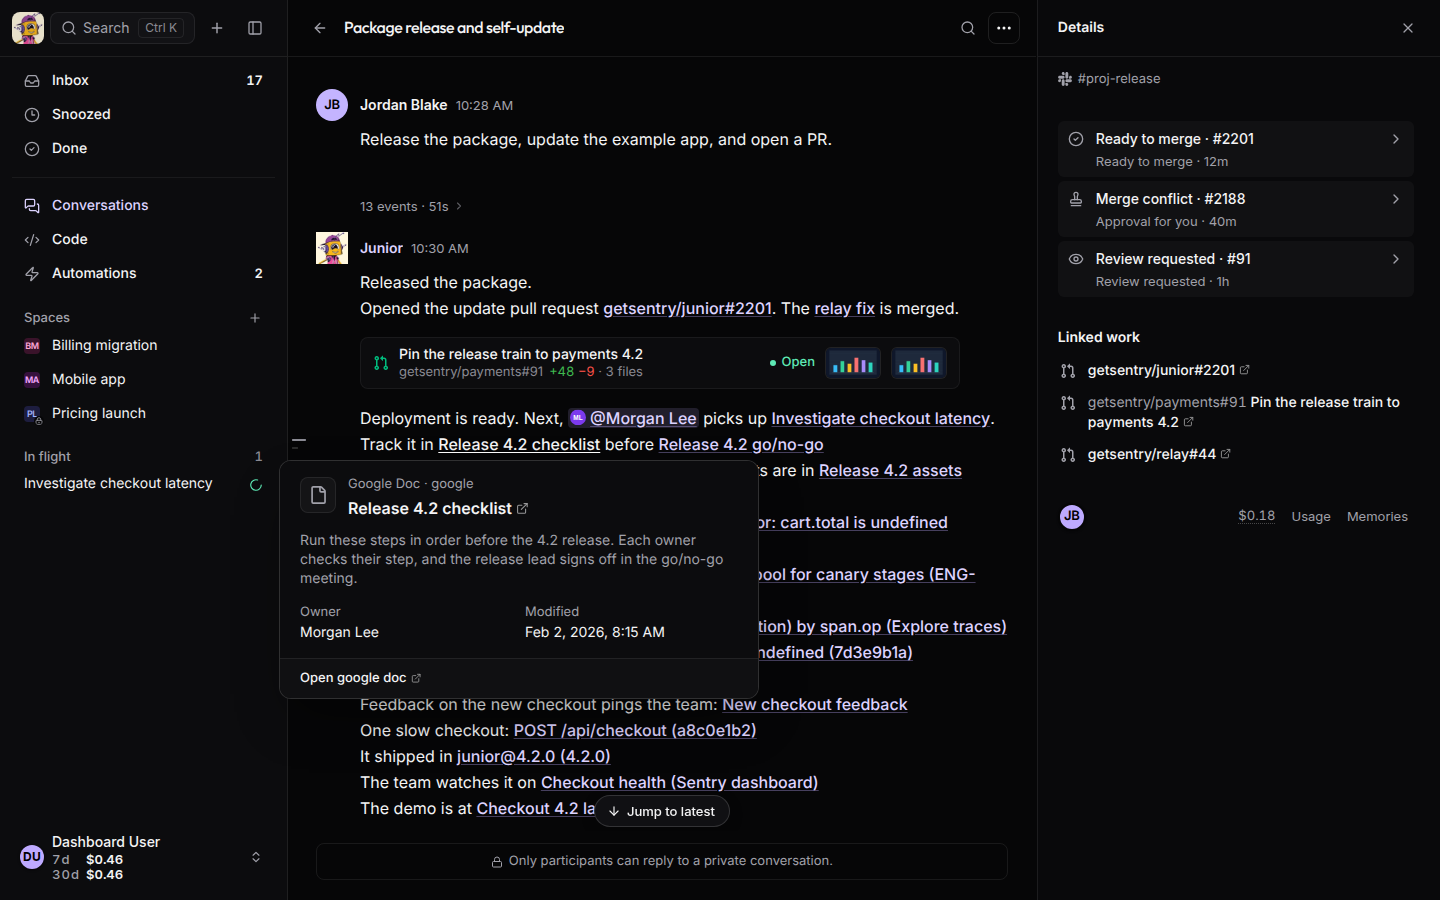 Search Ctrl K
Inbox 17
Snoozed
Done
Conversations
Code
Automations 2
Spaces
BM Billing migration
MA Mobile app
PL Pricing launch
In flight 1
Investigate checkout latency
DU Dashboard User
7d $0.46
30d $0.46
Package release and self-update
JB Jordan Blake 10:28 AM
Release the package, update the example app, and open a PR.
13 events · 51s
Junior 10:30 AM
Released the package.
Opened the update pull request getsentry/junior#2201. The relay fix is merged.
Pin the release train to payments 4.2
getsentry/payments#91 +48 −9 · 3 files
Open
Deployment is ready. Next, ML @Morgan Lee picks up Investigate checkout latency.
Track it in Release 4.2 checklist before Release 4.2 go/no-go
s are in Release 4.2 assets
or: cart.total is undefined
pool for canary stages (ENG-
tion) by span.op (Explore traces)
ndefined (7d3e9b1a)
Google Doc · google
Release 4.2 checklist
Run these steps in order before the 4.2 release. Each owner
checks their step, and the release lead signs off in the go/no-go
meeting.
Owner Modified
Morgan Lee Feb 2, 2026, 8:15 AM
Open google doc
Feedback on the new checkout pings the team: New checkout feedback
One slow checkout: POST /api/checkout (a8c0e1b2)
It shipped in junior@4.2.0 (4.2.0)
The team watches it on Checkout health (Sentry dashboard)
The demo is at Checkout 4.2 la
Jump to latest
Only participants can reply to a private conversation.
Details
#proj-release
Ready to merge · #2201
Ready to merge · 12m
Merge conflict · #2188
Approval for you · 40m
Review requested · #91
Review requested · 1h
Linked work
getsentry/junior#2201
getsentry/payments#91 Pin the release train to
payments 4.2
getsentry/relay#44
JB $0.18 Usage Memories